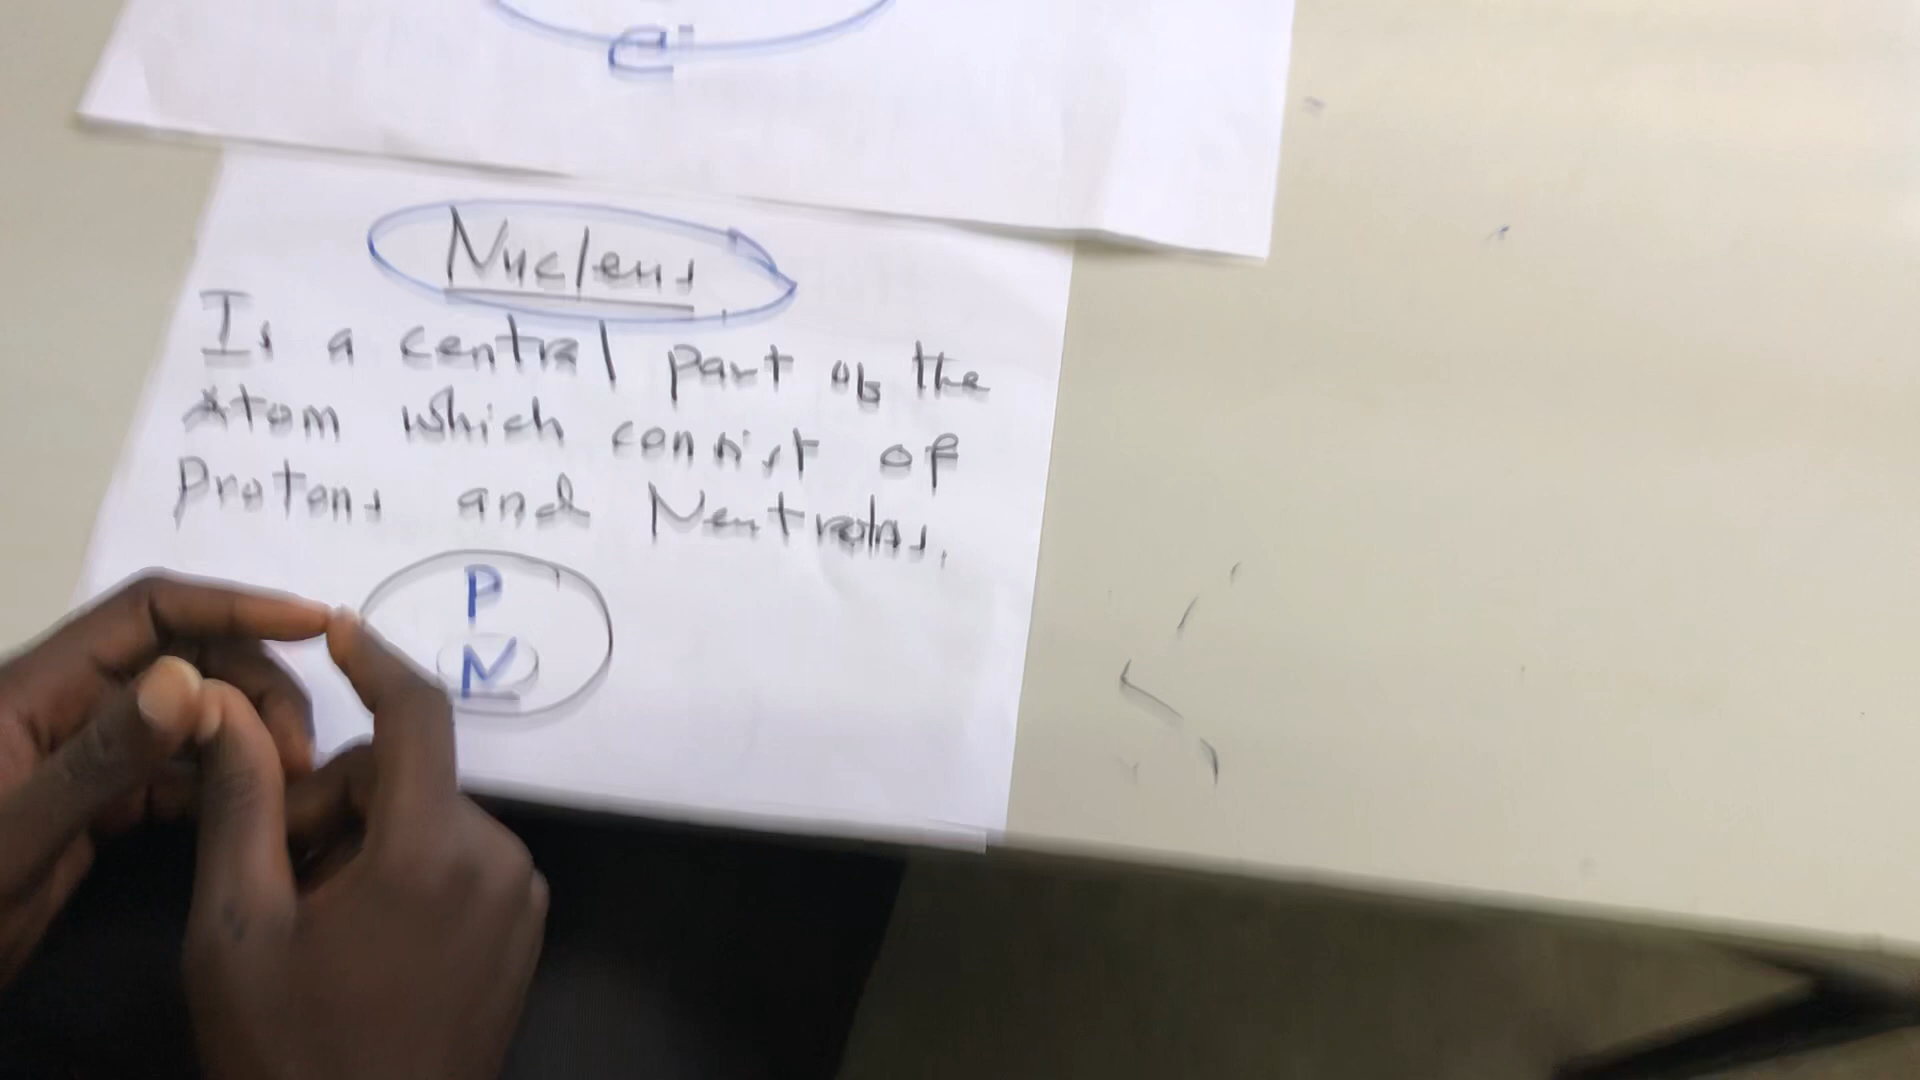 e-
Nucleus
Is a central part of the
Atom which consist of
Protons and Neutrons.
P
N